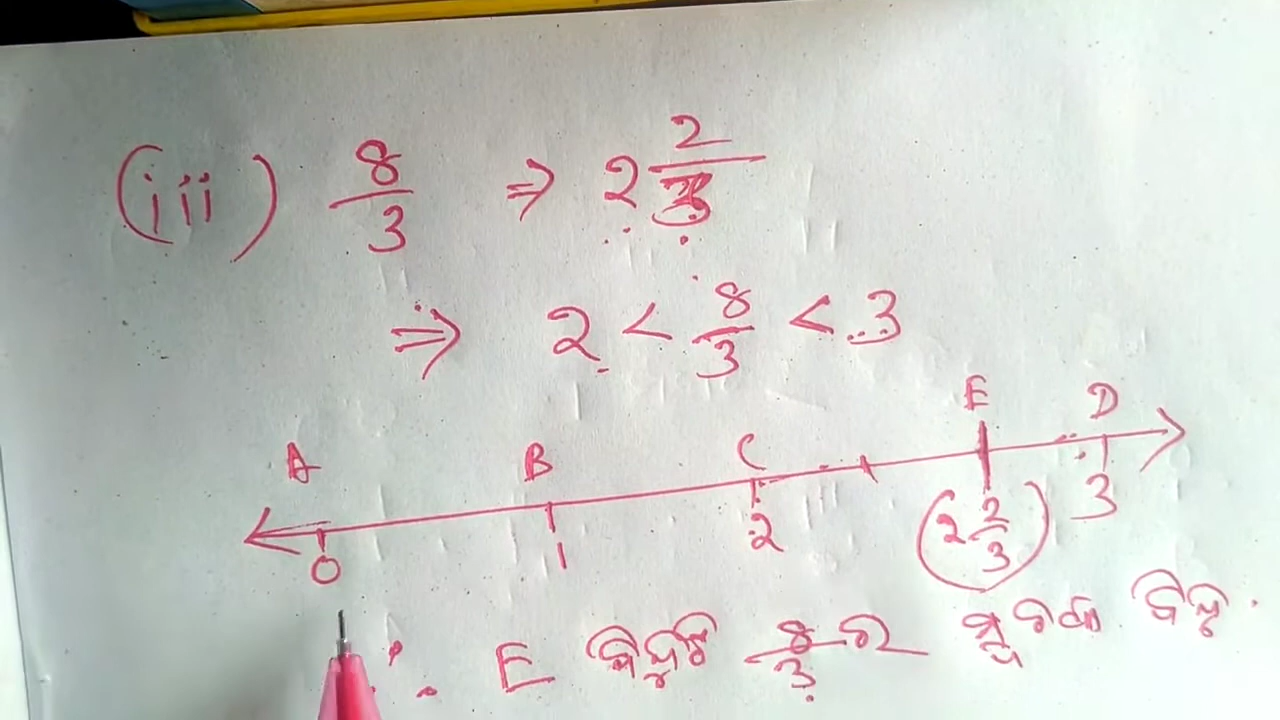 (iii) 8/3 ⇒ 2 2/3
⇒ 2 < 8/3 < 3
A B C E D
0 1 2 (2 2/3) 3
∴ E ବିନ୍ଦୁଟି 8/3 ର ସୂଚକ ବିନ୍ଦୁ